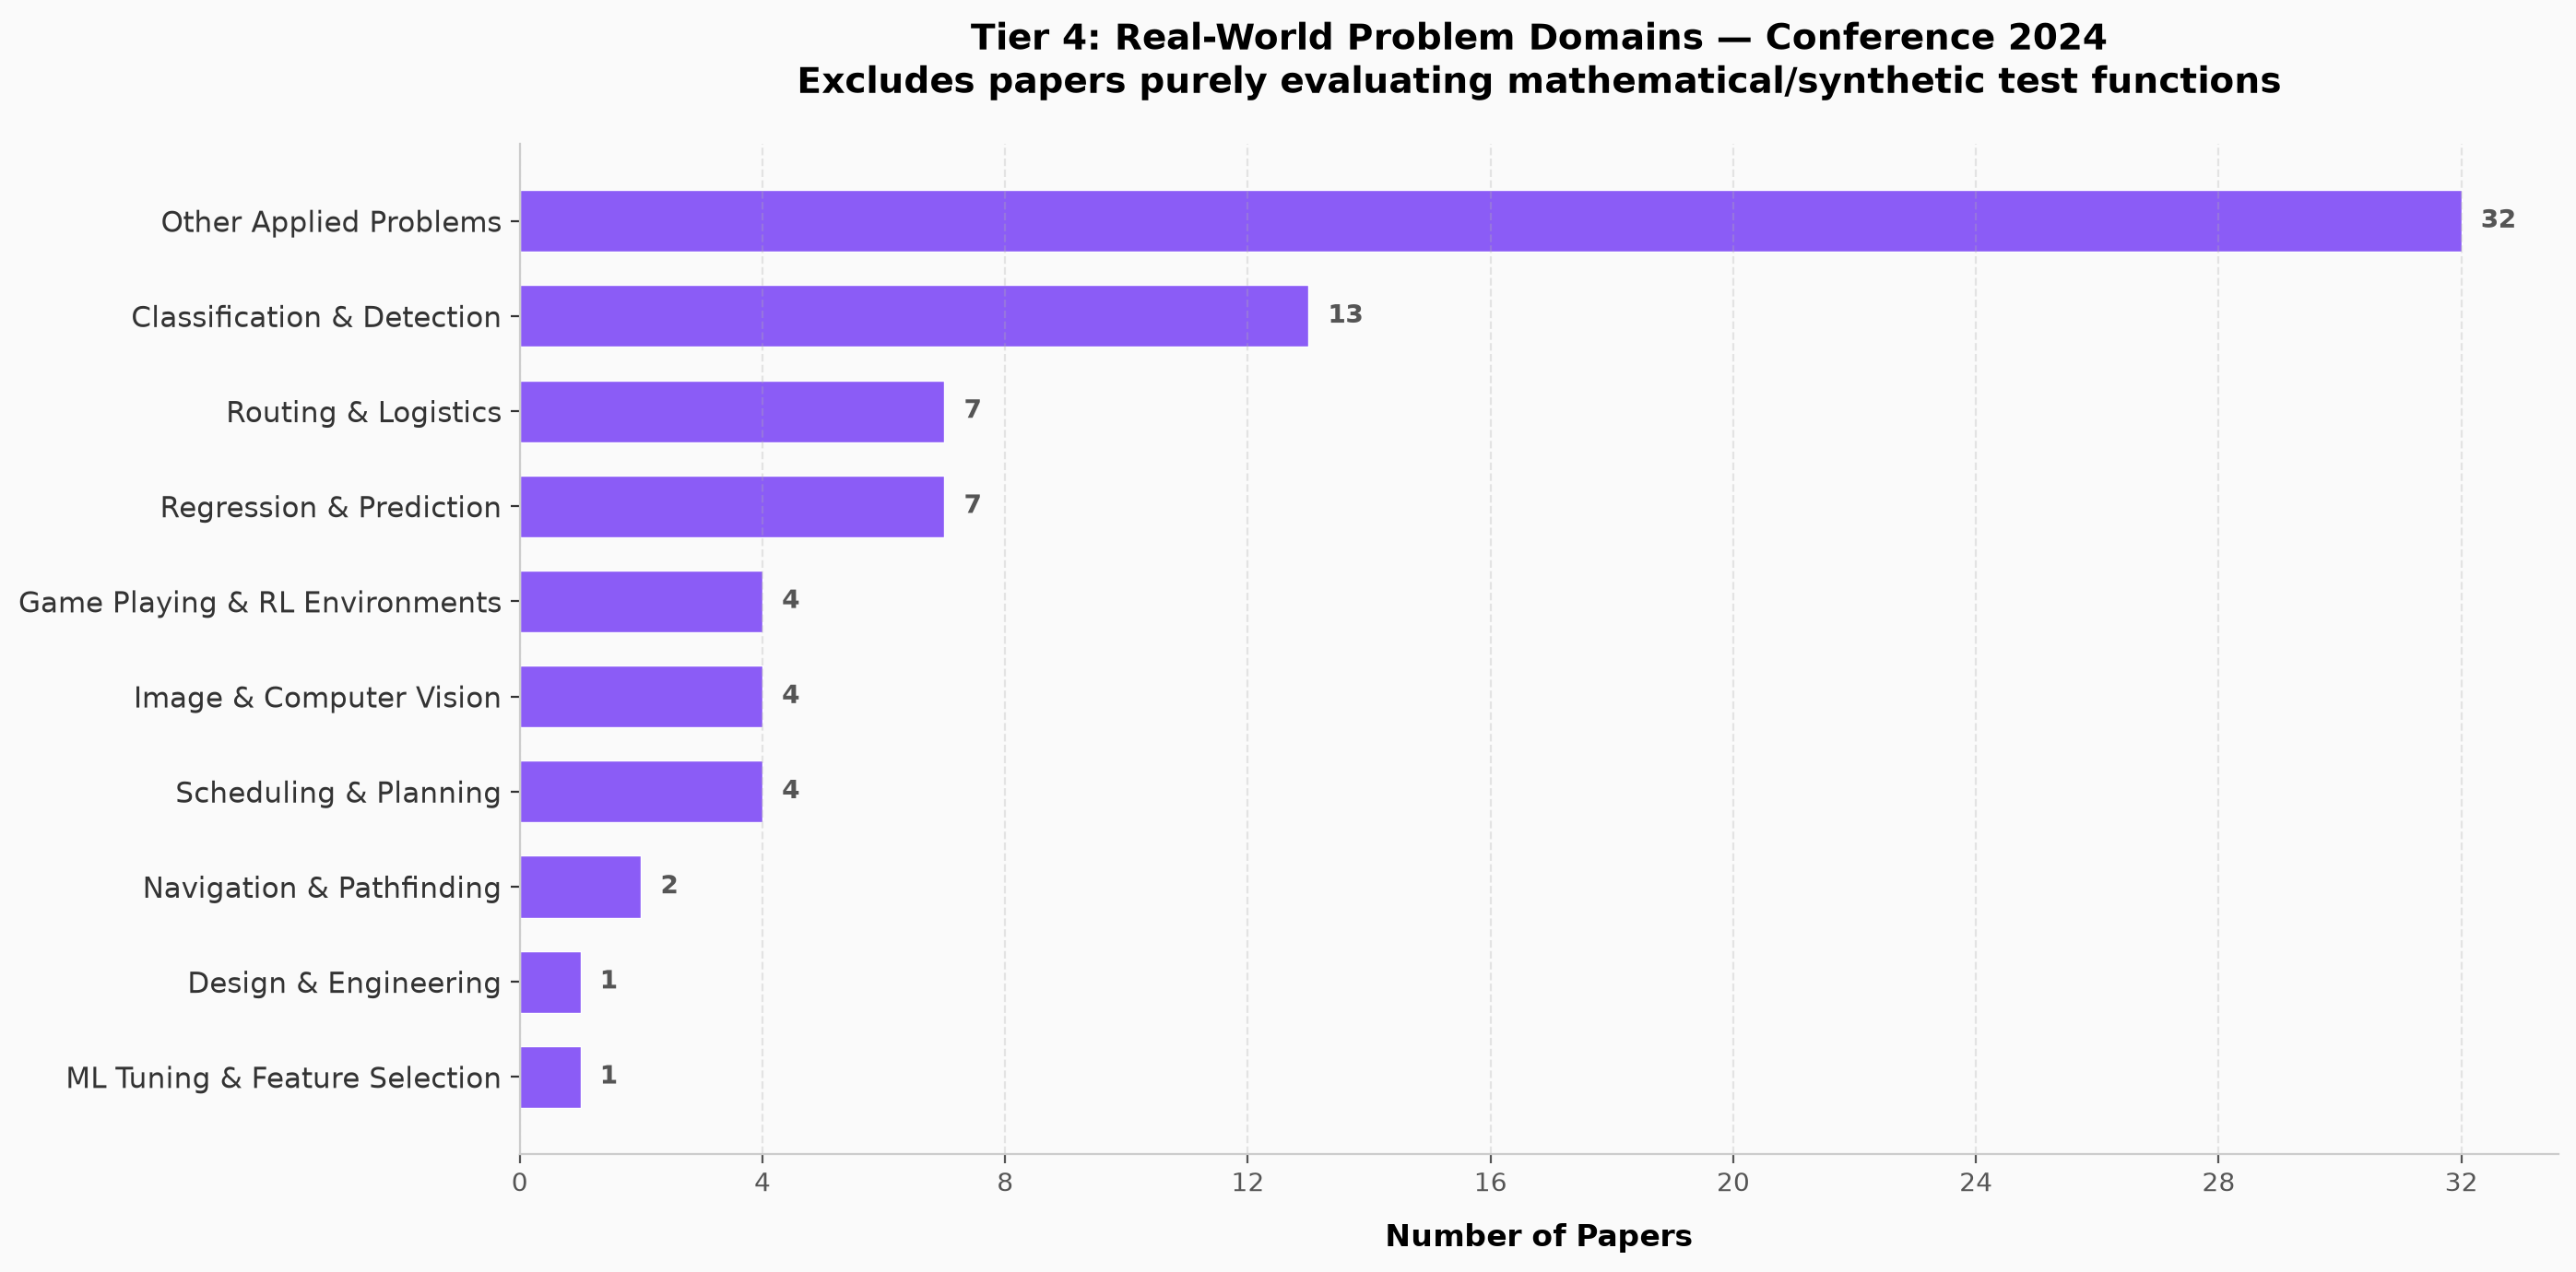 Tier 4: Real-World Problem Domains — Conference 2024
Excludes papers purely evaluating mathematical/synthetic test functions
Other Applied Problems 32
Classification & Detection 13
Routing & Logistics 7
Regression & Prediction 7
Game Playing & RL Environments 4
Image & Computer Vision 4
Scheduling & Planning 4
Navigation & Pathfinding 2
Design & Engineering 1
ML Tuning & Feature Selection 1
0 4 8 12 16 20 24 28 32
Number of Papers